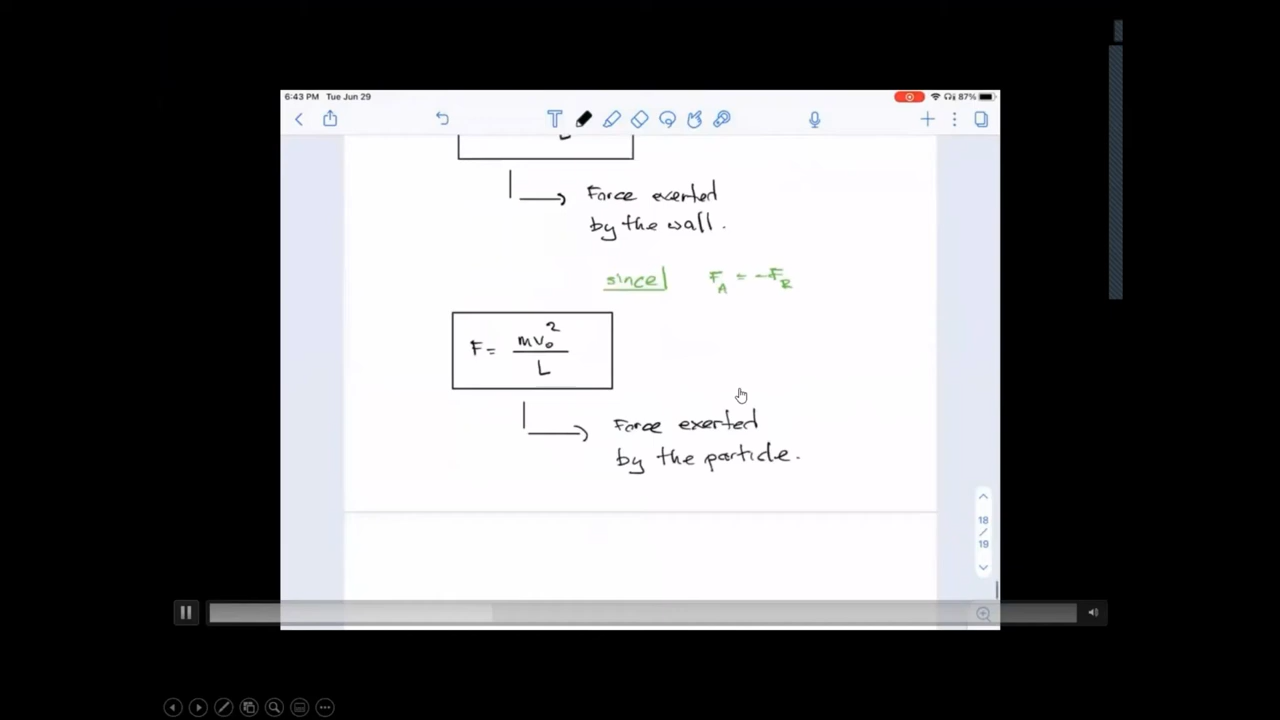 6:43 PM Tue Jun 29
87%
L
Force exerted
by the wall.
since F_A = -F_R
F = mv₀²/L
Force exerted
by the particle.
18
/
19